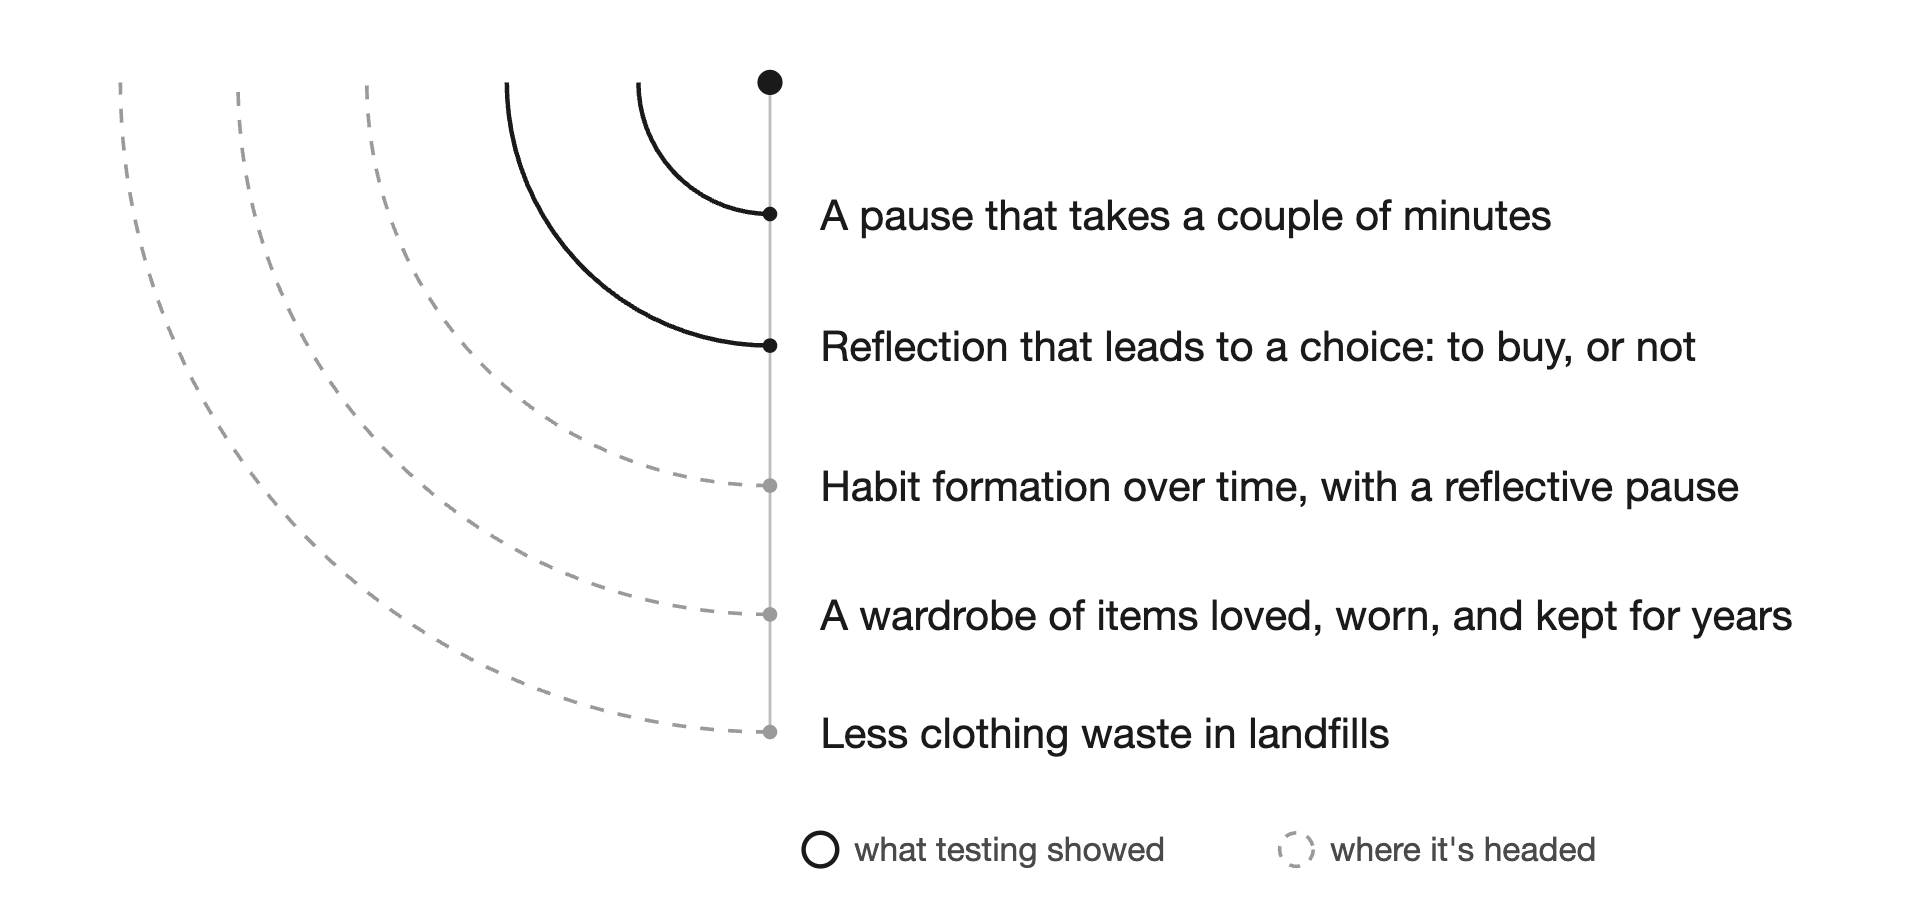 A pause that takes a couple of minutes
Reflection that leads to a choice: to buy, or not
Habit formation over time, with a reflective pause
A wardrobe of items loved, worn, and kept for years
Less clothing waste in landfills
what testing showed
where it's headed